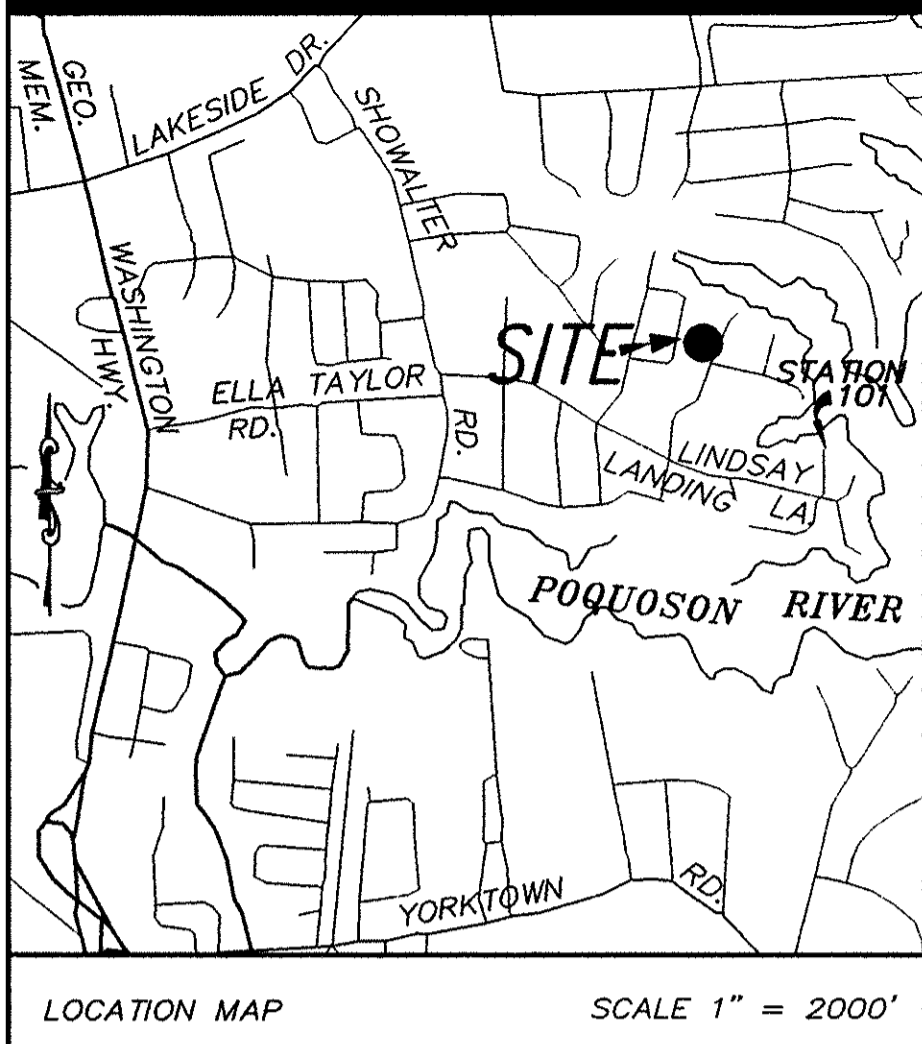 GEO.
MEM.
LAKESIDE DR.
SHOWALTER
WASHINGTON
HWY.
SITE
STATION
101
ELLA TAYLOR
RD.
RD.
LINDSAY
LANDING LA.
POQUOSON RIVER
YORKTOWN RD.
LOCATION MAP SCALE 1" = 2000'